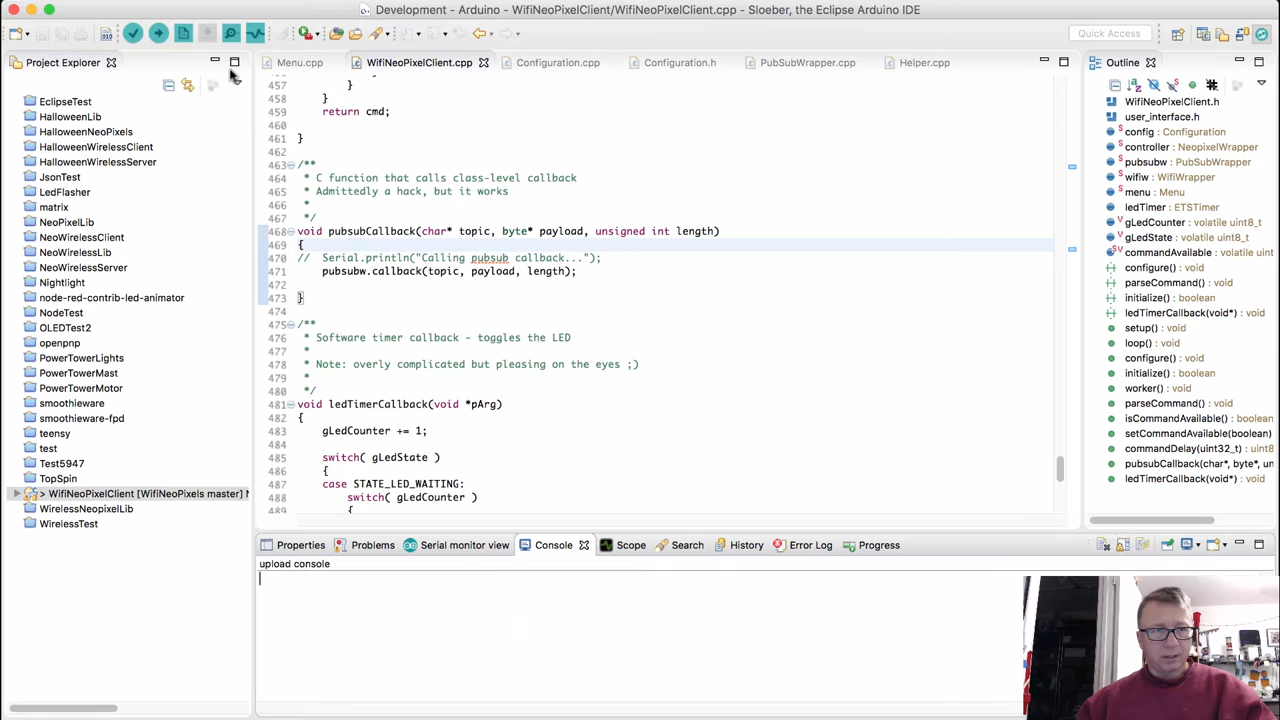 Development - Arduino - WifiNeoPixelClient/WifiNeoPixelClient.cpp - Sloeber, the Eclipse Arduino IDE
Quick Access
Project Explorer
Menu.cpp
WifiNeoPixelClient.cpp
Configuration.cpp
Configuration.h
PubSubWrapper.cpp
Helper.cpp
Outline
EclipseTest
HalloweenLib
HalloweenNeoPixels
HalloweenWirelessClient
HalloweenWirelessServer
JsonTest
LedFlasher
matrix
NeoPixelLib
NeoWirelessClient
NeoWirelessLib
NeoWirelessServer
Nightlight
node-red-contrib-led-animator
NodeTest
OLEDTest2
openpnp
PowerTowerLights
PowerTowerMast
PowerTowerMotor
smoothieware
smoothieware-fpd
teensy
test
Test5947
TopSpin
> WifiNeoPixelClient [WifiNeoPixels master]
WirelessNeopixelLib
WirelessTest
457 }
458 }
459 return cmd;
460
461 }
462
463 /**
464 * C function that calls class-level callback
465 * Admittedly a hack, but it works
466 *
467 */
468 void pubsubCallback(char* topic, byte* payload, unsigned int length)
469 {
470 // Serial.println("Calling pubsub callback...");
471 pubsubw.callback(topic, payload, length);
472
473 }
474
475 /**
476 * Software timer callback - toggles the LED
477 *
478 * Note: overly complicated but pleasing on the eyes ;)
479 *
480 */
481 void ledTimerCallback(void *pArg)
482 {
483 gLedCounter += 1;
484
485 switch( gLedState )
486 {
487 case STATE_LED_WAITING:
488 switch( gLedCounter )
489 {
WifiNeoPixelClient.h
user_interface.h
config : Configuration
controller : NeopixelWrapper
pubsubw : PubSubWrapper
wifiw : WifiWrapper
menu : Menu
ledTimer : ETSTimer
gLedCounter : volatile uint8_t
gLedState : volatile uint8_t
commandAvailable : volatile
configure() : void
parseCommand() : void
initialize() : boolean
ledTimerCallback(void*) : void
setup() : void
loop() : void
configure() : void
initialize() : boolean
worker() : void
parseCommand() : void
isCommandAvailable() : boolean
setCommandAvailable(boolean)
commandDelay(uint32_t) : uint8
pubsubCallback(char*, byte*, un
ledTimerCallback(void*) : void
Properties
Problems
Serial monitor view
Console
Scope
Search
History
Error Log
Progress
upload console